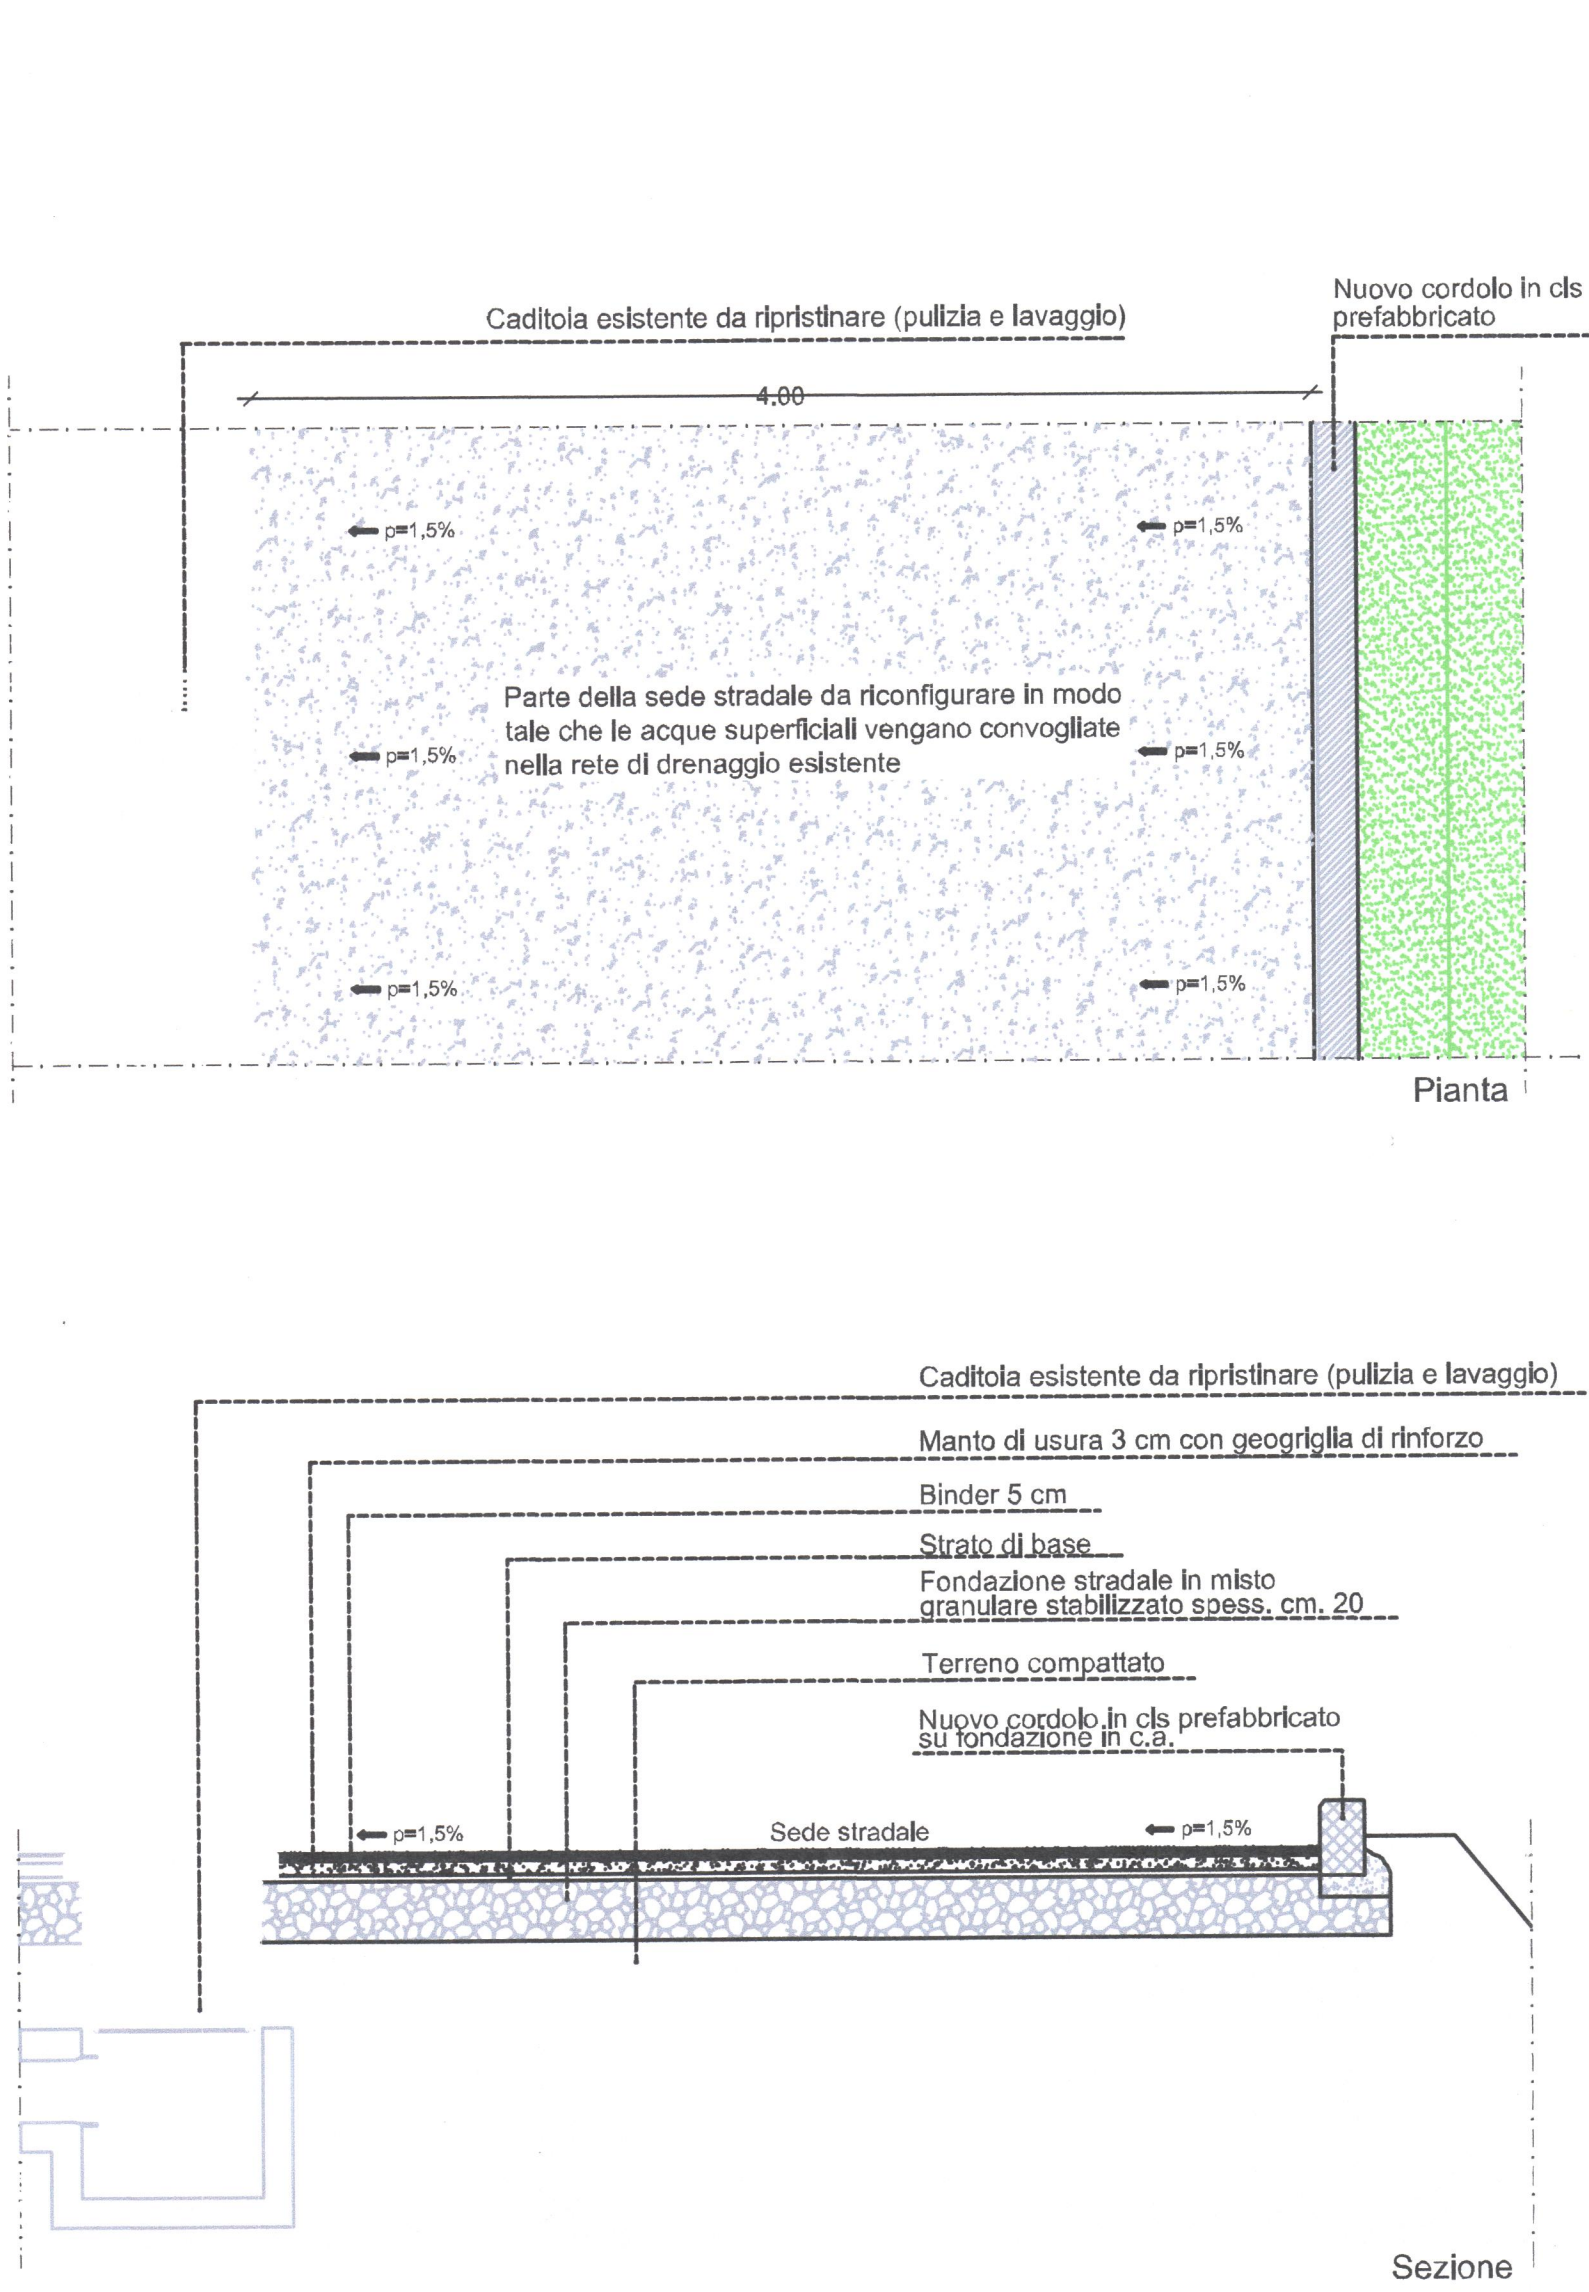 Nuovo cordolo in cls
prefabbricato
Caditoia esistente da ripristinare (pulizia e lavaggio)
4.00
p=1,5%
p=1,5%
Parte della sede stradale da riconfigurare in modo
tale che le acque superficiali vengano convogliate
nella rete di drenaggio esistente
p=1,5%
p=1,5%
p=1,5%
p=1,5%
Pianta
Caditoia esistente da ripristinare (pulizia e lavaggio)
Manto di usura 3 cm con geogriglia di rinforzo
Binder 5 cm
Strato di base
Fondazione stradale in misto
granulare stabilizzato spess. cm. 20
Terreno compattato
Nuovo cordolo in cls prefabbricato
su fondazione in c.a.
p=1,5%
Sede stradale
p=1,5%
Sezione